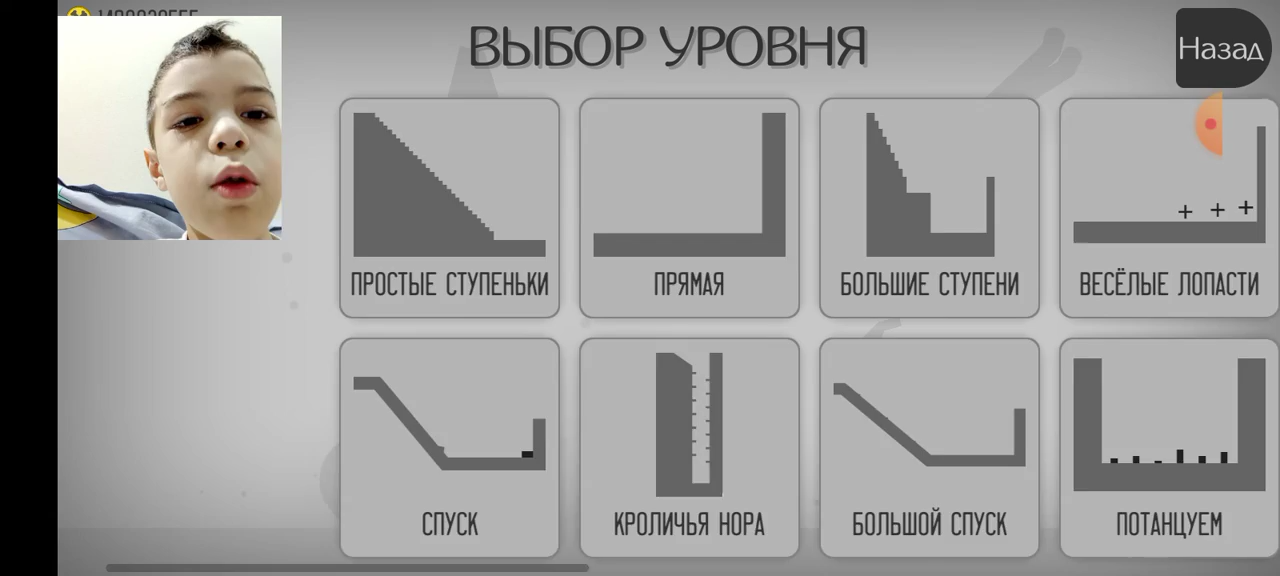 ВЫБОР УРОВНЯ
Назад
ПРОСТЫЕ СТУПЕНЬКИ
ПРЯМАЯ
БОЛЬШИЕ СТУПЕНИ
ВЕСЁЛЫЕ ЛОПАСТИ
СПУСК
КРОЛИЧЬЯ НОРА
БОЛЬШОЙ СПУСК
ПОТАНЦУЕМ